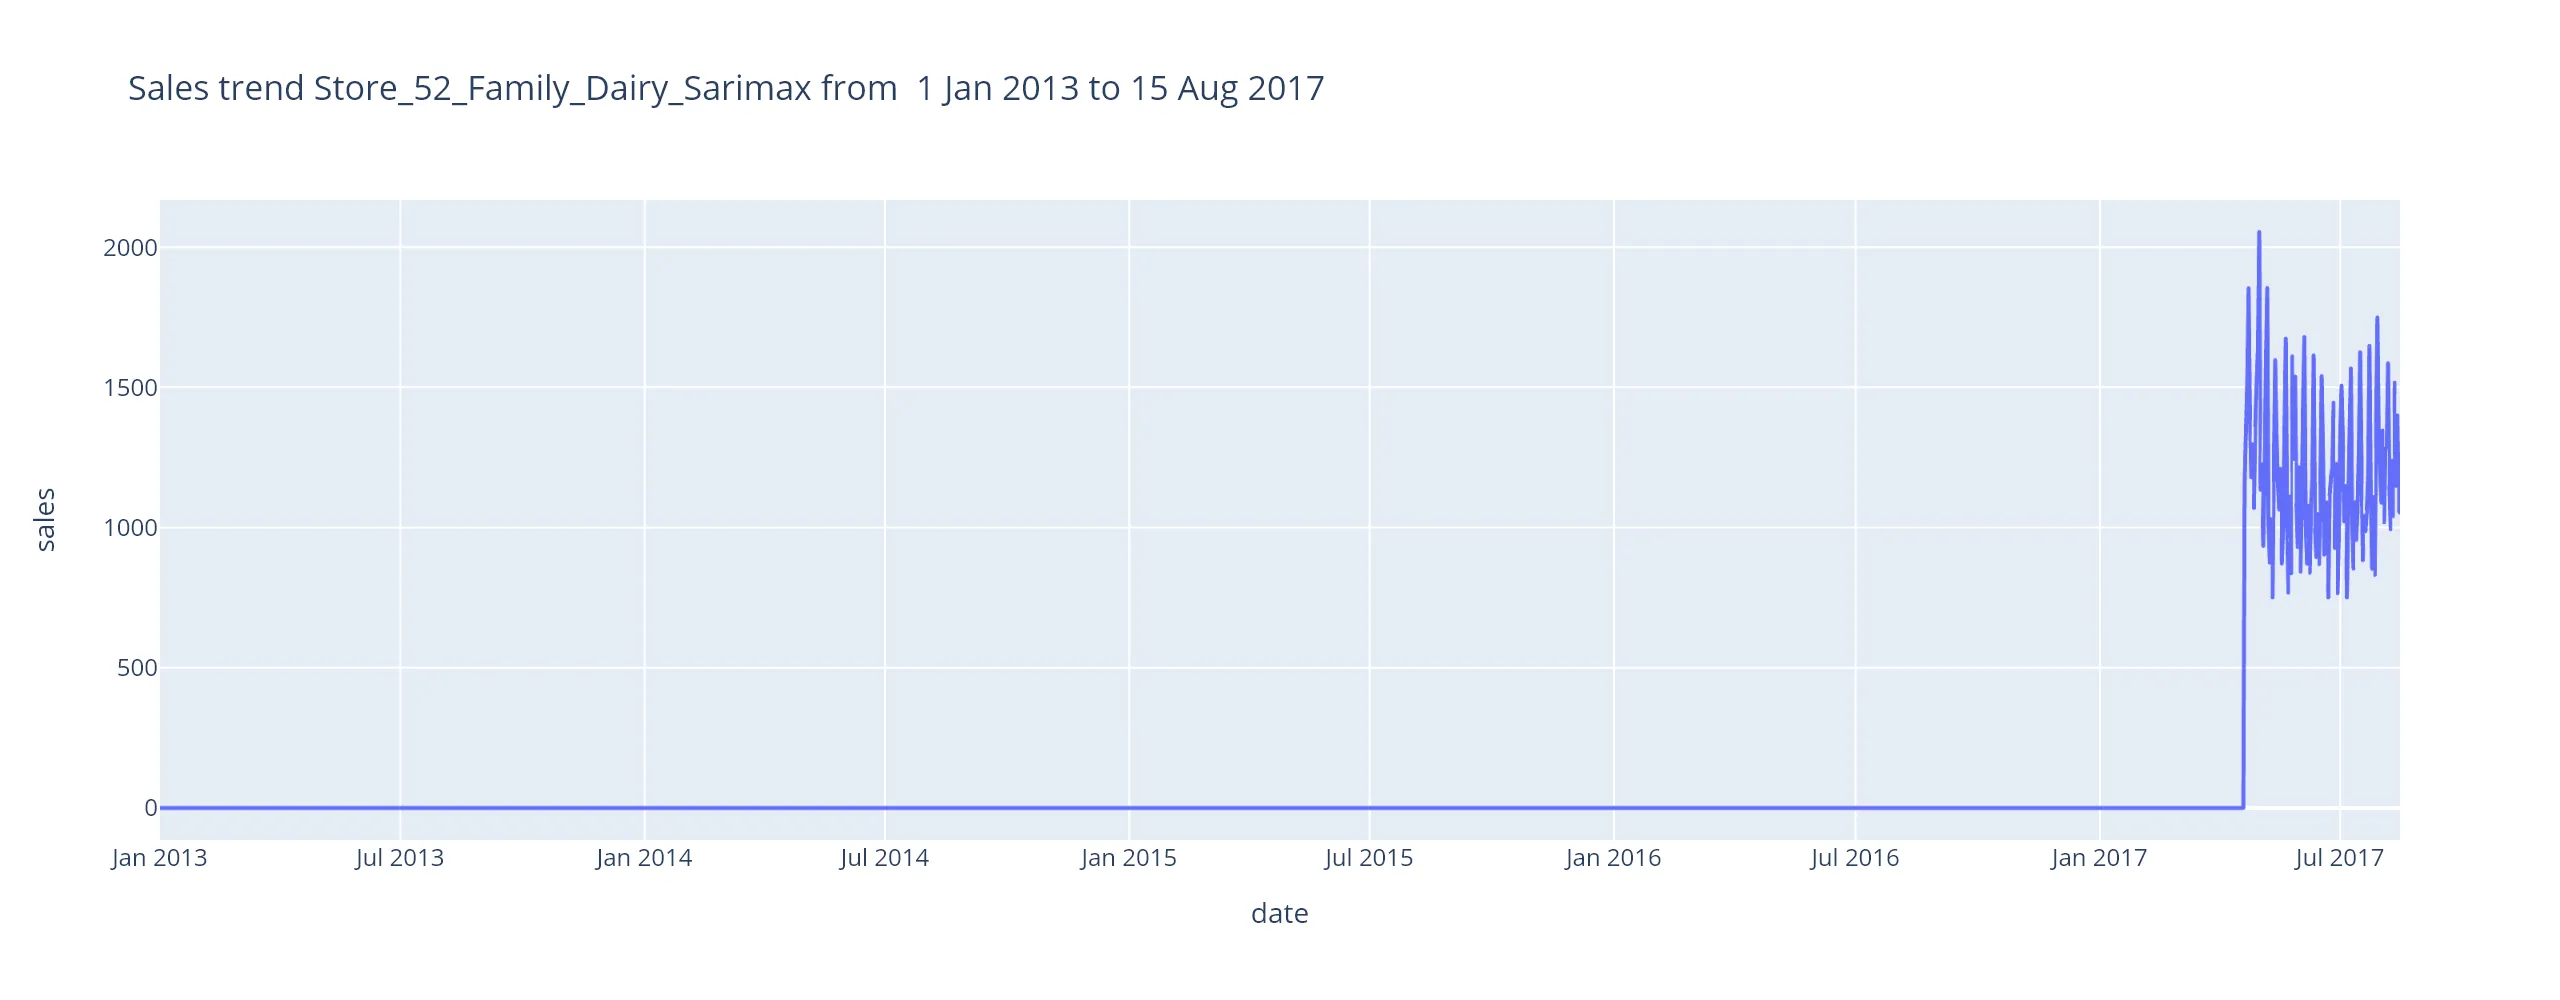 Sales trend Store_52_Family_Dairy_Sarimax from  1 Jan 2013 to 15 Aug 2017
2000
1500
1000
500
0
sales
Jan 2013 Jul 2013 Jan 2014 Jul 2014 Jan 2015 Jul 2015 Jan 2016 Jul 2016 Jan 2017 Jul 2017
date